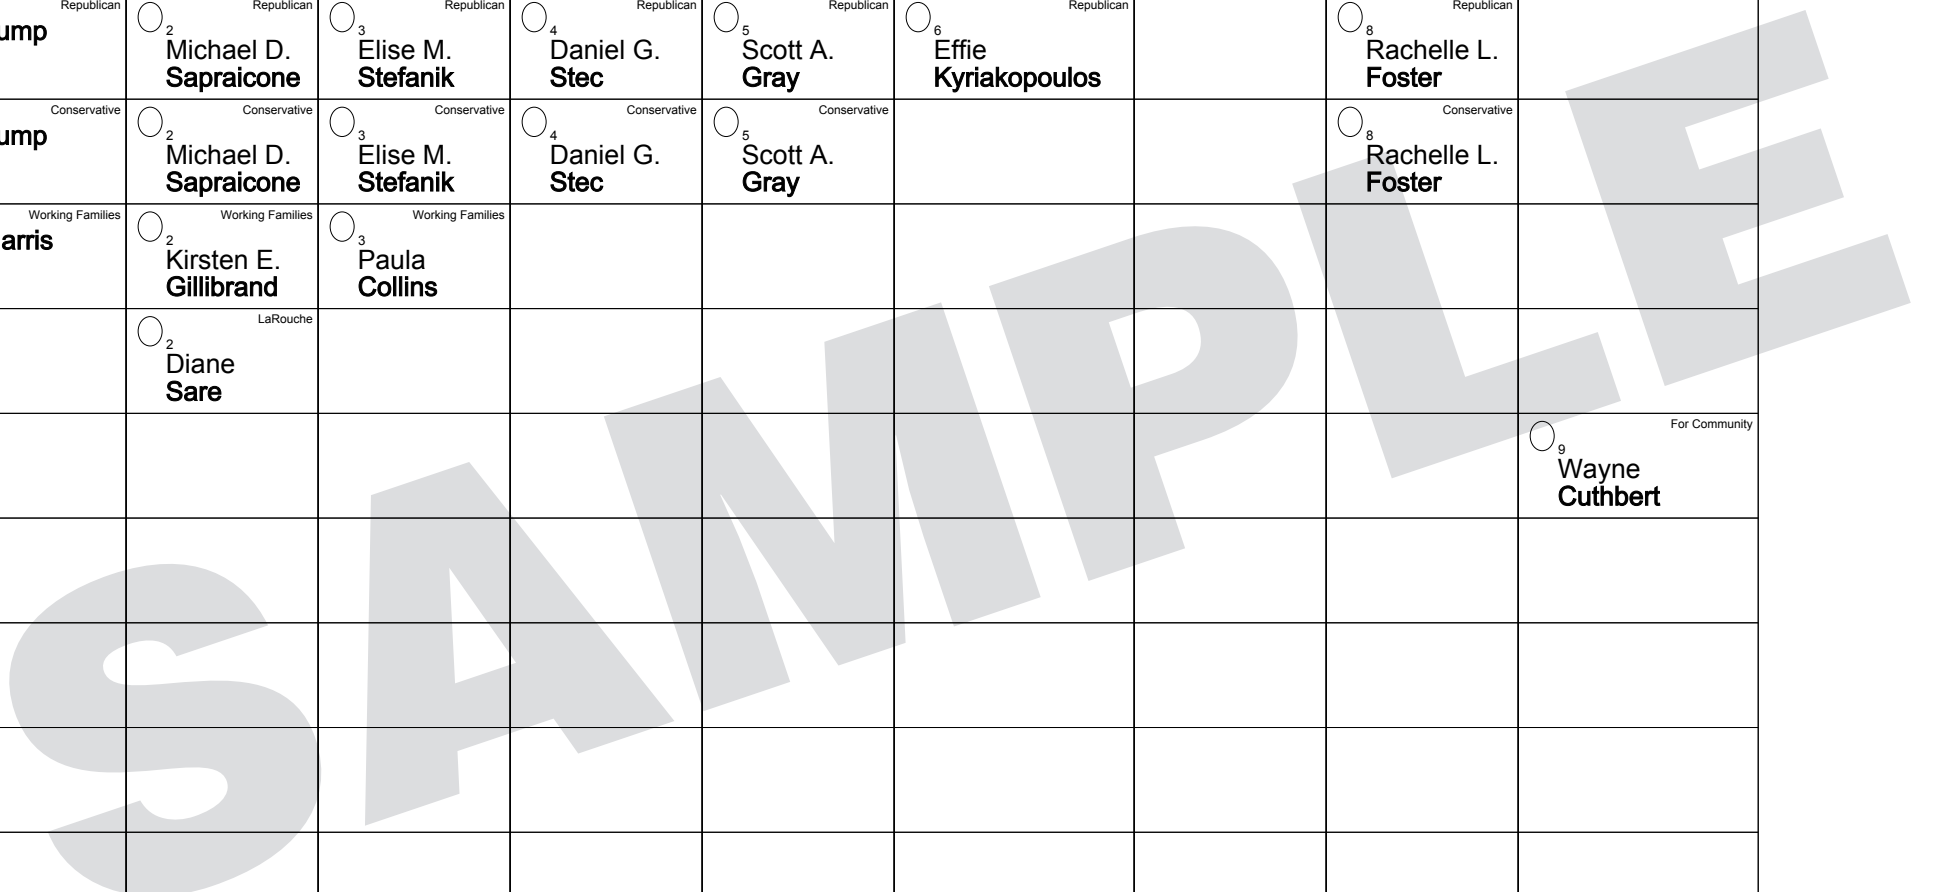 Republican
ump
Republican
2
Michael D.
Sapraicone
Republican
3
Elise M.
Stefanik
Republican
4
Daniel G.
Stec
Republican
5
Scott A.
Gray
Republican
6
Effie
Kyriakopoulos
Republican
8
Rachelle L.
Foster
Conservative
ump
Conservative
2
Michael D.
Sapraicone
Conservative
3
Elise M.
Stefanik
Conservative
4
Daniel G.
Stec
Conservative
5
Scott A.
Gray
Conservative
8
Rachelle L.
Foster
Working Families
arris
Working Families
2
Kirsten E.
Gillibrand
Working Families
3
Paula
Collins
LaRouche
2
Diane
Sare
For Community
9
Wayne
Cuthbert
SAMPLE